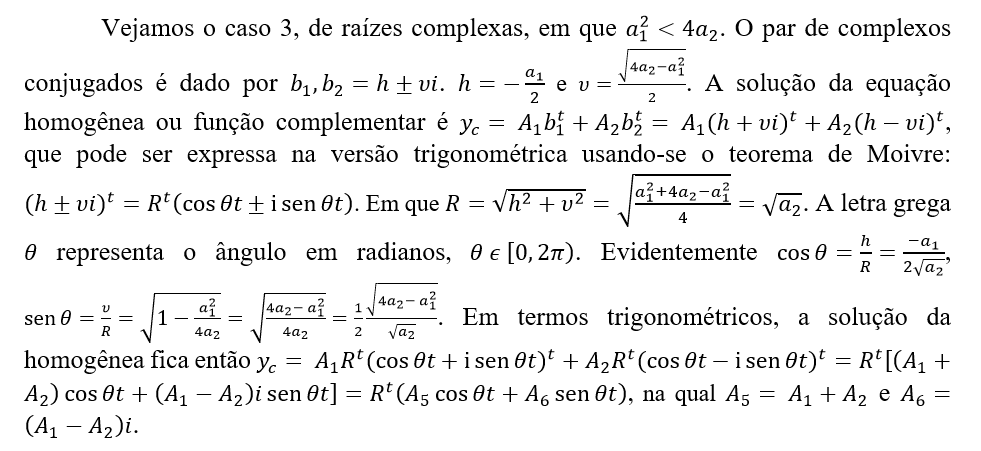 Vejamos o caso 3, de raízes complexas, em que a₁² < 4a₂. O par de complexos
conjugados é dado por b₁, b₂ = h ± vi. h = −a₁/2 e v = √(4a₂−a₁²)/2. A solução da equação
homogênea ou função complementar é y_c = A₁b₁ᵗ + A₂b₂ᵗ = A₁(h + vi)ᵗ + A₂(h − vi)ᵗ,
que pode ser expressa na versão trigonométrica usando-se o teorema de Moivre:
(h ± vi)ᵗ = Rᵗ(cos θt ± i sen θt). Em que R = √(h² + v²) = √((a₁²+4a₂−a₁²)/4) = √a₂. A letra grega
θ representa o ângulo em radianos, θ ϵ [0, 2π). Evidentemente cos θ = h/R = −a₁/(2√a₂),
sen θ = v/R = √(1 − a₁²/(4a₂)) = √((4a₂− a₁²)/(4a₂)) = (1/2) √(4a₂− a₁²)/√a₂. Em termos trigonométricos, a solução da
homogênea fica então y_c = A₁Rᵗ(cos θt + i sen θt)ᵗ + A₂Rᵗ(cos θt − i sen θt)ᵗ = Rᵗ[(A₁ +
A₂) cos θt + (A₁ − A₂)i sen θt] = Rᵗ(A₅ cos θt + A₆ sen θt), na qual A₅ = A₁ + A₂ e A₆ =
(A₁ − A₂)i.